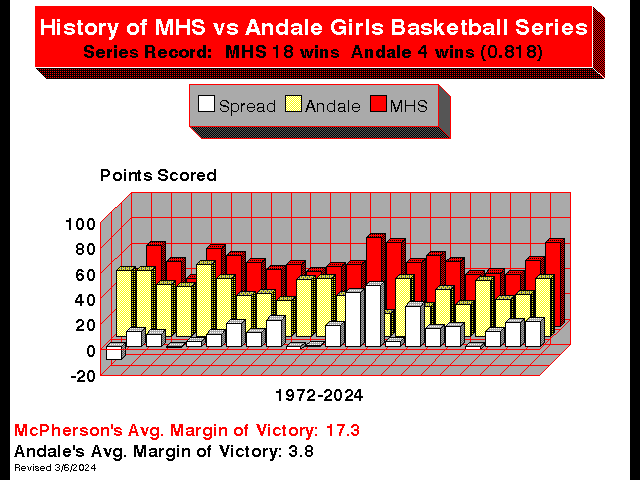 History of MHS vs Andale Girls Basketball Series
Series Record:  MHS 18 wins  Andale 4 wins (0.818)
Spread Andale MHS
Points Scored
100
80
60
40
20
0
-20
1972-2024
McPherson's Avg. Margin of Victory: 17.3
Andale's Avg. Margin of Victory: 3.8
Revised 3/6/2024